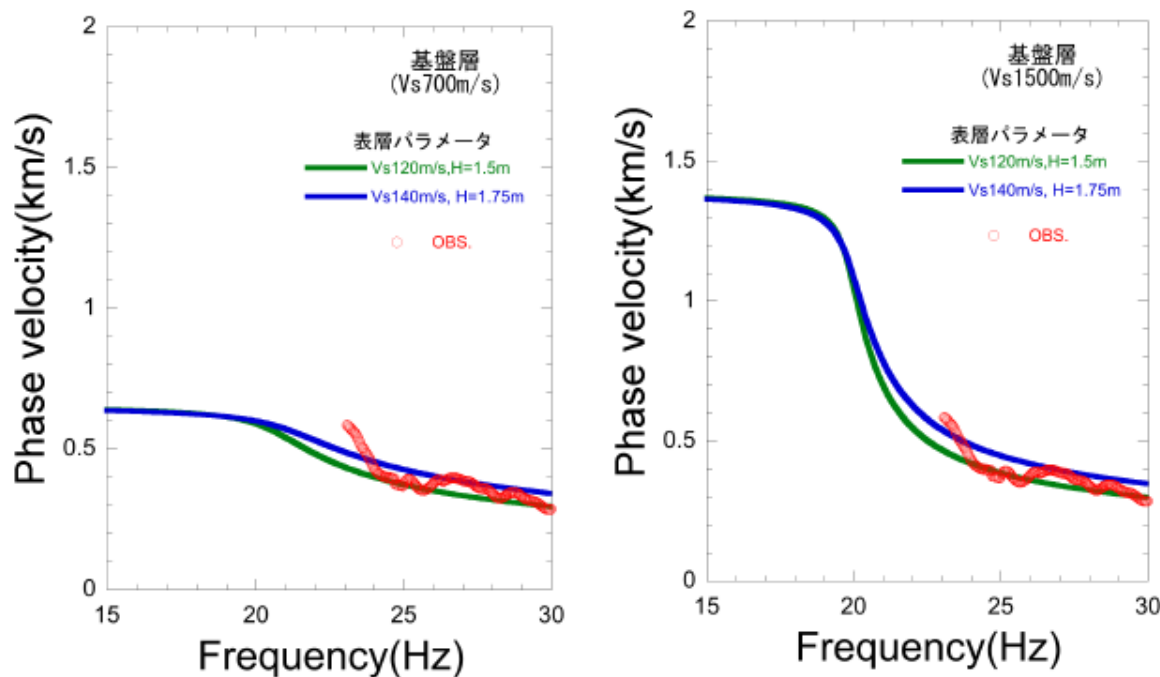 2
1.5
1
0.5
0
15
20
25
30
Phase velocity(km/s)
Frequency(Hz)
基盤層
(Vs700m/s)
表層パラメータ
Vs120m/s,H=1.5m
Vs140m/s, H=1.75m
OBS.
2
1.5
1
0.5
0
15
20
25
30
Phase velocity(km/s)
Frequency(Hz)
基盤層
(Vs1500m/s)
表層パラメータ
Vs120m/s,H=1.5m
Vs140m/s, H=1.75m
OBS.